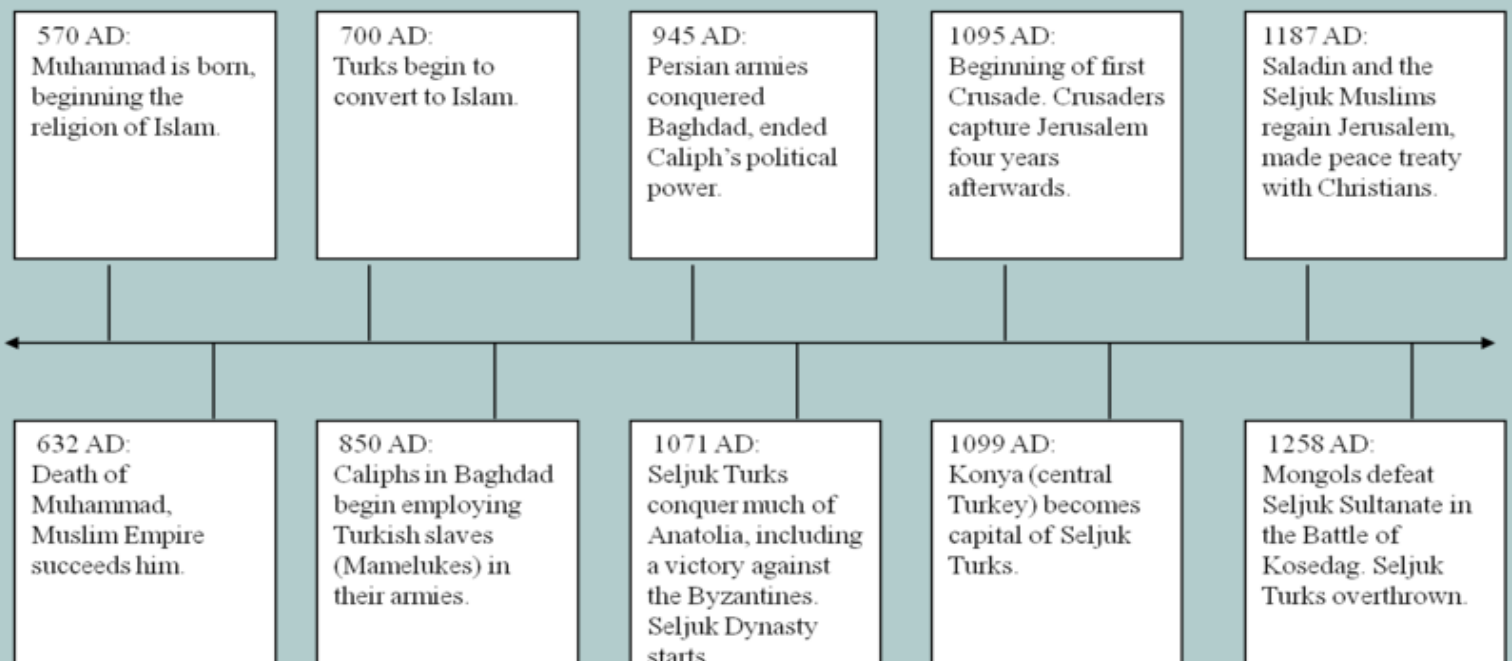 570 AD:
Muhammad is born,
beginning the
religion of Islam.
700 AD:
Turks begin to
convert to Islam.
945 AD:
Persian armies
conquered
Baghdad, ended
Caliph's political
power.
1095 AD:
Beginning of first
Crusade. Crusaders
capture Jerusalem
four years
afterwards.
1187 AD:
Saladin and the
Seljuk Muslims
regain Jerusalem,
made peace treaty
with Christians.
632 AD:
Death of
Muhammad,
Muslim Empire
succeeds him.
850 AD:
Caliphs in Baghdad
begin employing
Turkish slaves
(Mamelukes) in
their armies.
1071 AD:
Seljuk Turks
conquer much of
Anatolia, including
a victory against
the Byzantines.
Seljuk Dynasty
starts
1099 AD:
Konya (central
Turkey) becomes
capital of Seljuk
Turks.
1258 AD:
Mongols defeat
Seljuk Sultanate in
the Battle of
Kosedag. Seljuk
Turks overthrown.